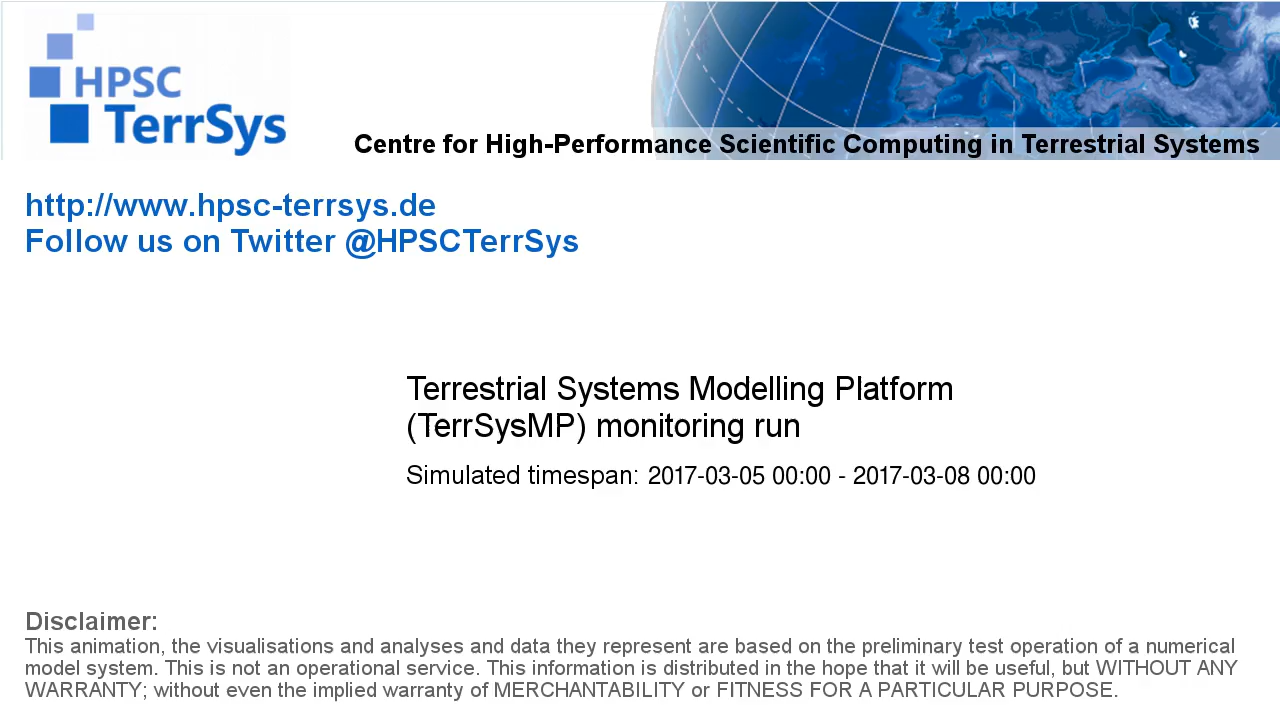 HPSC
TerrSys
Centre for High-Performance Scientific Computing in Terrestrial Systems
http://www.hpsc-terrsys.de
Follow us on Twitter @HPSCTerrSys
Terrestrial Systems Modelling Platform
(TerrSysMP) monitoring run
Simulated timespan: 2017-03-05 00:00 - 2017-03-08 00:00
Disclaimer:
This animation, the visualisations and analyses and data they represent are based on the preliminary test operation of a numerical
model system. This is not an operational service. This information is distributed in the hope that it will be useful, but WITHOUT ANY
WARRANTY; without even the implied warranty of MERCHANTABILITY or FITNESS FOR A PARTICULAR PURPOSE.